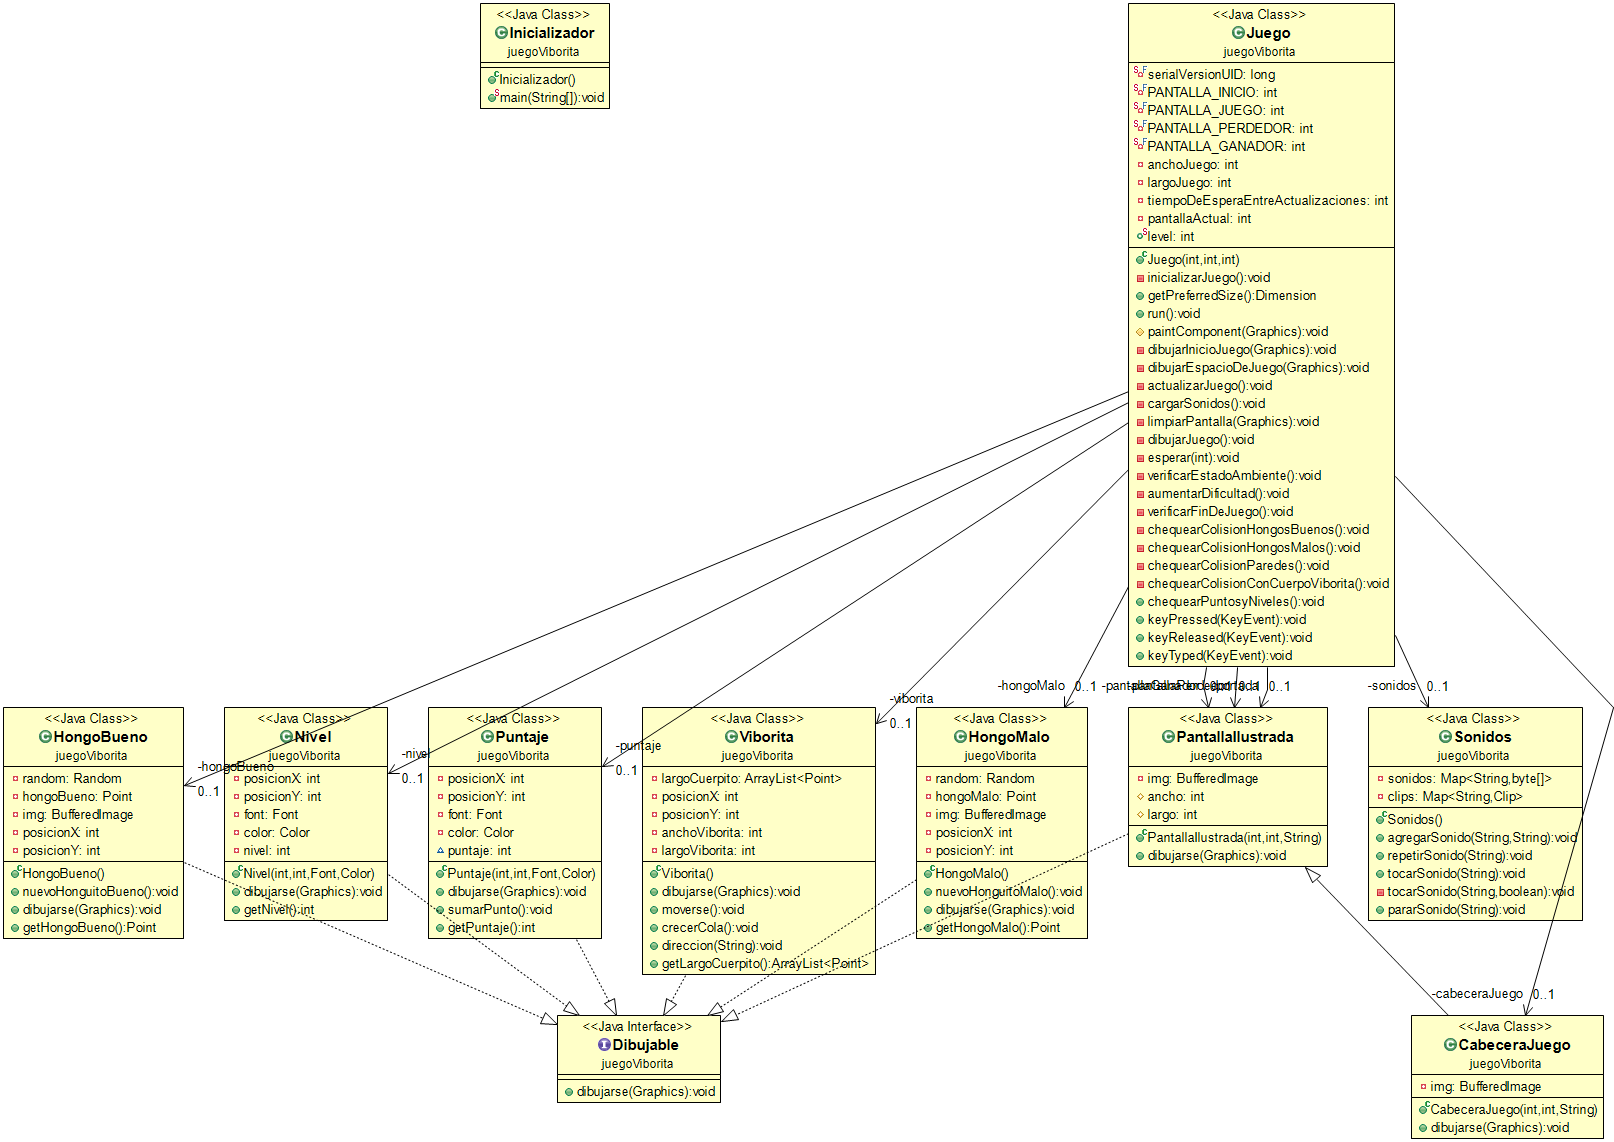 <<Java Class>>
Inicializador
juegoViborita
Inicializador()
main(String[]):void
<<Java Class>>
Juego
juegoViborita
serialVersionUID: long
PANTALLA_INICIO: int
PANTALLA_JUEGO: int
PANTALLA_PERDEDOR: int
PANTALLA_GANADOR: int
anchoJuego: int
largoJuego: int
tiempoDeEsperaEntreActualizaciones: int
pantallaActual: int
level: int
Juego(int,int,int)
inicializarJuego():void
getPreferredSize():Dimension
run():void
paintComponent(Graphics):void
dibujarInicioJuego(Graphics):void
dibujarEspacioDeJuego(Graphics):void
actualizarJuego():void
cargarSonidos():void
limpiarPantalla(Graphics):void
dibujarJuego():void
esperar(int):void
verificarEstadoAmbiente():void
aumentarDificultad():void
verificarFinDeJuego():void
chequearColisionHongosBuenos():void
chequearColisionHongosMalos():void
chequearColisionParedes():void
chequearColisionConCuerpoViborita():void
chequearPuntosyNiveles():void
keyPressed(KeyEvent):void
keyReleased(KeyEvent):void
keyTyped(KeyEvent):void
-hongoBueno
0..1
-nivel
0..1
-puntaje
0..1
-viborita
0..1
-hongoMalo
0..1
0..1
-sonidos
0..1
-cabeceraJuego
0..1
<<Java Class>>
HongoBueno
juegoViborita
random: Random
hongoBueno: Point
img: BufferedImage
posicionX: int
posicionY: int
HongoBueno()
nuevoHonguitoBueno():void
dibujarse(Graphics):void
getHongoBueno():Point
<<Java Class>>
Nivel
juegoViborita
posicionX: int
posicionY: int
font: Font
color: Color
nivel: int
Nivel(int,int,Font,Color)
dibujarse(Graphics):void
getNivel():int
<<Java Class>>
Puntaje
juegoViborita
posicionX: int
posicionY: int
font: Font
color: Color
puntaje: int
Puntaje(int,int,Font,Color)
dibujarse(Graphics):void
sumarPunto():void
getPuntaje():int
<<Java Class>>
Viborita
juegoViborita
largoCuerpito: ArrayList<Point>
posicionX: int
posicionY: int
anchoViborita: int
largoViborita: int
Viborita()
dibujarse(Graphics):void
moverse():void
crecerCola():void
direccion(String):void
getLargoCuerpito():ArrayList<Point>
<<Java Class>>
HongoMalo
juegoViborita
random: Random
hongoMalo: Point
img: BufferedImage
posicionX: int
posicionY: int
HongoMalo()
nuevoHonguitoMalo():void
dibujarse(Graphics):void
getHongoMalo():Point
<<Java Class>>
PantallaIlustrada
juegoViborita
img: BufferedImage
ancho: int
largo: int
PantallaIlustrada(int,int,String)
dibujarse(Graphics):void
<<Java Class>>
Sonidos
juegoViborita
sonidos: Map<String,byte[]>
clips: Map<String,Clip>
Sonidos()
agregarSonido(String,String):void
repetirSonido(String):void
tocarSonido(String):void
tocarSonido(String,boolean):void
pararSonido(String):void
<<Java Interface>>
Dibujable
juegoViborita
dibujarse(Graphics):void
<<Java Class>>
CabeceraJuego
juegoViborita
img: BufferedImage
CabeceraJuego(int,int,String)
dibujarse(Graphics):void